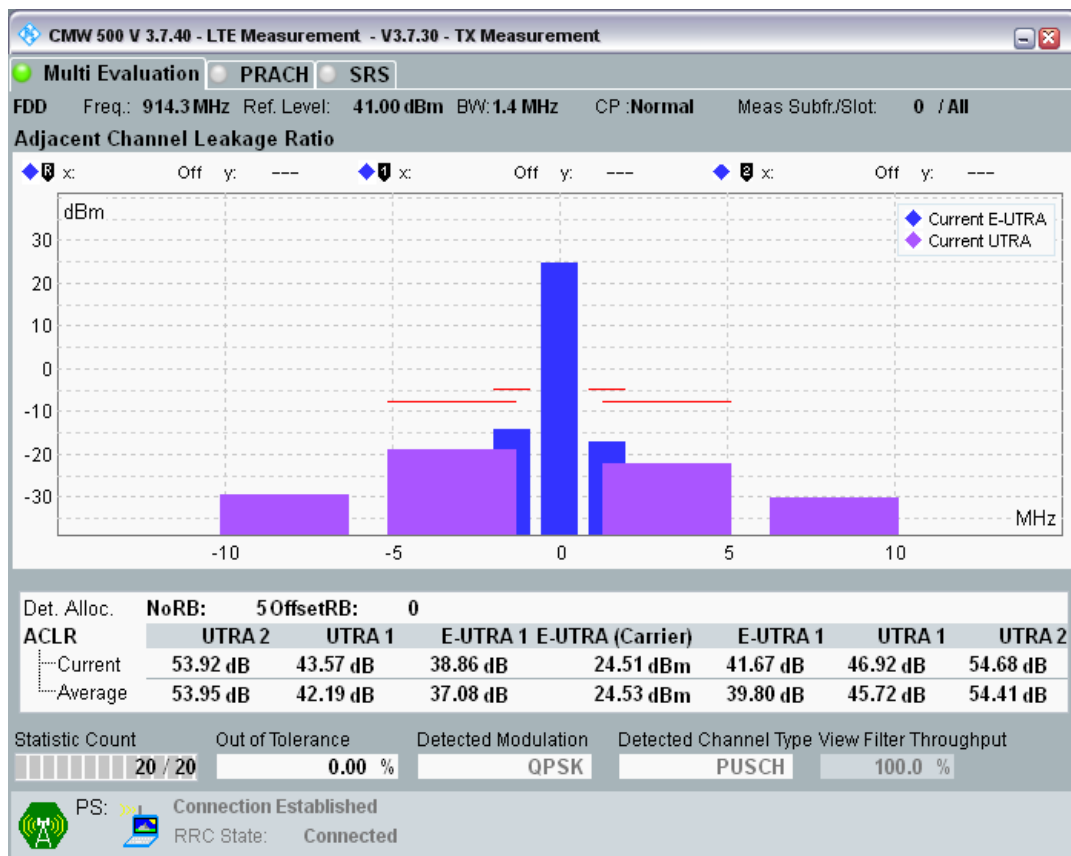 CMW 500 V 3.7.40 - LTE Measurement - V3.7.30 - TX Measurement
Multi Evaluation PRACH SRS
FDD Freq.: 914.3 MHz Ref. Level: 41.00 dBm BW: 1.4 MHz CP :Normal Meas Subfr./Slot: 0 / All
Adjacent Channel Leakage Ratio
R x: Off y: --- 1 x: Off y: --- 2 x: Off y: ---
dBm
Current E-UTRA
Current UTRA
30
20
10
0
-10
-20
-30
MHz
-10 -5 0 5 10
Det. Alloc. NoRB: 5 OffsetRB: 0
ACLR UTRA 2 UTRA 1 E-UTRA 1 E-UTRA (Carrier) E-UTRA 1 UTRA 1 UTRA 2
Current 53.92 dB 43.57 dB 38.86 dB 24.51 dBm 41.67 dB 46.92 dB 54.68 dB
Average 53.95 dB 42.19 dB 37.08 dB 24.53 dBm 39.80 dB 45.72 dB 54.41 dB
Statistic Count Out of Tolerance Detected Modulation Detected Channel Type View Filter Throughput
20 / 20 0.00 % QPSK PUSCH 100.0 %
PS: Connection Established
RRC State: Connected